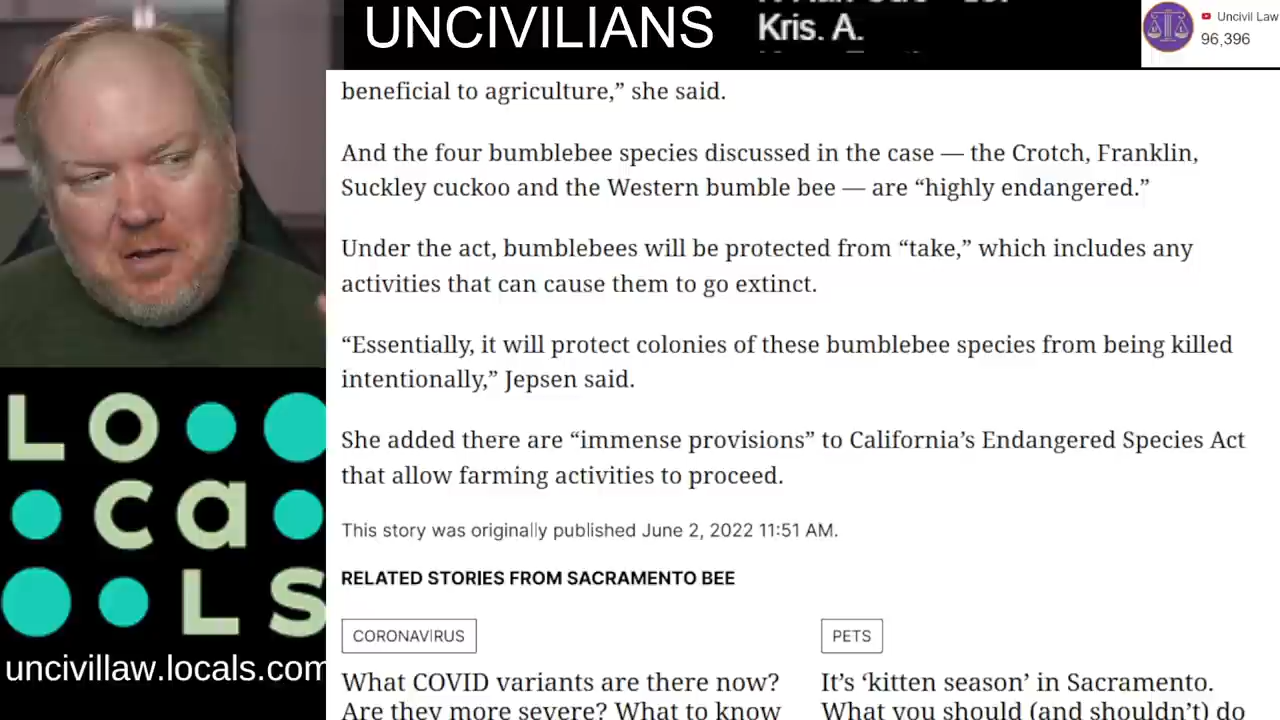 UNCIVILIANS
Kris. A.
Uncivil Law
96,396
beneficial to agriculture,” she said.
And the four bumblebee species discussed in the case — the Crotch, Franklin,
Suckley cuckoo and the Western bumble bee — are “highly endangered.”
Under the act, bumblebees will be protected from “take,” which includes any
activities that can cause them to go extinct.
“Essentially, it will protect colonies of these bumblebee species from being killed
intentionally,” Jepsen said.
She added there are “immense provisions” to California’s Endangered Species Act
that allow farming activities to proceed.
This story was originally published June 2, 2022 11:51 AM.
RELATED STORIES FROM SACRAMENTO BEE
CORONAVIRUS
What COVID variants are there now?
Are they more severe? What to know
PETS
It’s ‘kitten season’ in Sacramento.
What you should (and shouldn’t) do
LOcaLS
uncivillaw.locals.com